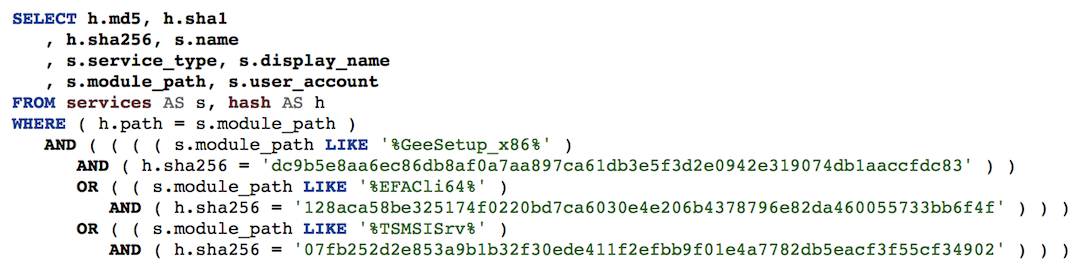 SELECT h.md5, h.sha1
, h.sha256, s.name
, s.service_type, s.display_name
, s.module_path, s.user_account
FROM services AS s, hash AS h
WHERE ( h.path = s.module_path )
AND ( ( ( ( s.module_path LIKE '%GeeSetup_x86%' )
AND ( h.sha256 = 'dc9b5e8aa6ec86db8af0a7aa897ca61db3e5f3d2e0942e319074db1aaccfdc83' ) )
OR ( ( s.module_path LIKE '%EFACli64%' )
AND ( h.sha256 = '128aca58be325174f0220bd7ca6030e4e206b4378796e82da460055733bb6f4f' ) ) )
OR ( ( s.module_path LIKE '%TSMSISrv%' )
AND ( h.sha256 = '07fb252d2e853a9b1b32f30ede411f2efbb9f01e4a7782db5eacf3f55cf34902' ) ) )